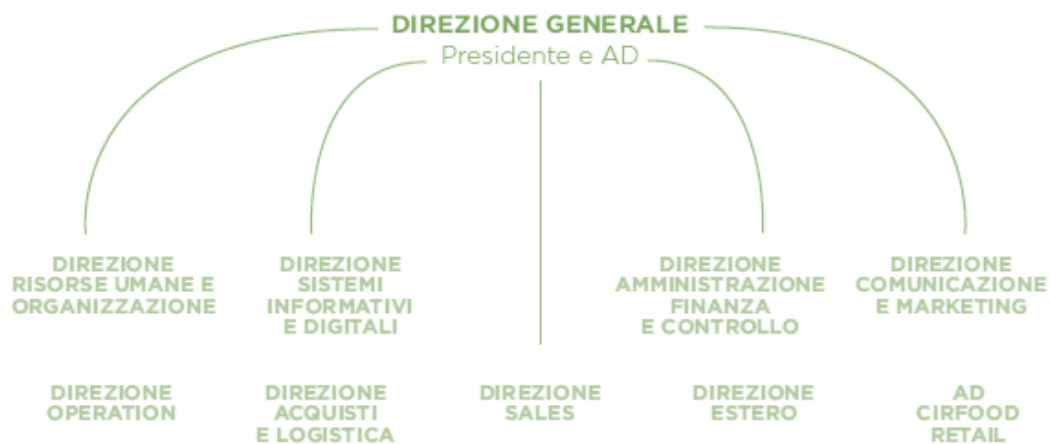 DIREZIONE GENERALE
Presidente e AD
DIREZIONE
RISORSE UMANE E
ORGANIZZAZIONE
DIREZIONE
SISTEMI
INFORMATIVI
E DIGITALI
DIREZIONE
AMMINISTRAZIONE
FINANZA
E CONTROLLO
DIREZIONE
COMUNICAZIONE
E MARKETING
DIREZIONE
OPERATION
DIREZIONE
ACQUISTI
E LOGISTICA
DIREZIONE
SALES
DIREZIONE
ESTERO
AD
CIRFOOD
RETAIL